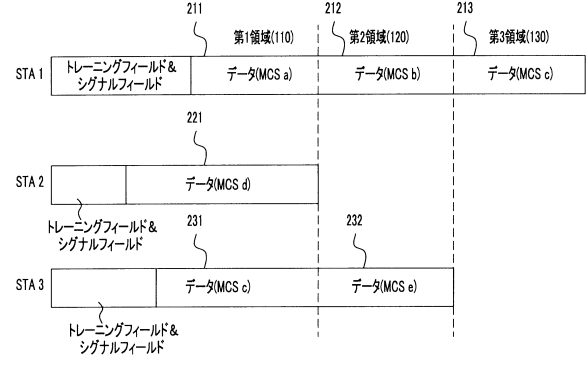 211
第1領域(110)
212
第2領域(120)
213
第3領域(130)
STA 1
トレーニングフィールド&
シグナルフィールド
データ(MCS a)
データ(MCS b)
データ(MCS c)
221
STA 2
データ(MCS d)
トレーニングフィールド&
シグナルフィールド
231
232
STA 3
データ(MCS c)
データ(MCS e)
トレーニングフィールド&
シグナルフィールド